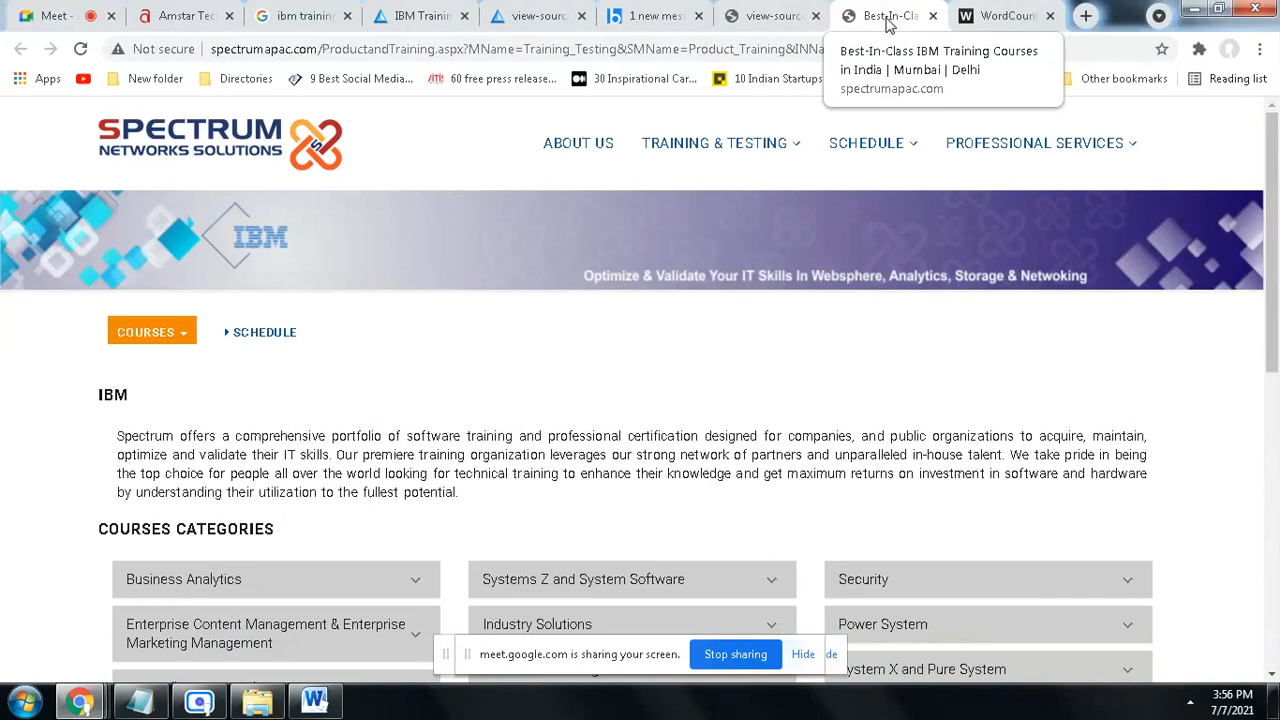 Meet -
Amstar Tec
ibm training
IBM Trainin
view-sourc
1 new mess
view-sourc
Best-In-Cla
WordCount
Not secure
spectrumapac.com/ProductandTraining.aspx?MName=Training_Testing&SMName=Product_Training&INNa
Best-In-Class IBM Training Courses
in India | Mumbai | Delhi
spectrumapac.com
Apps
9 Best Social Media...
60 free press releas...
30 Inspirational Car...
10 Indian Startups
Other bookmarks
Reading list
SPECTRUM
NETWORKS SOLUTIONS
ABOUT US
TRAINING & TESTING
SCHEDULE
PROFESSIONAL SERVICES
IBM
Optimize & Validate Your IT Skills In Websphere, Analytics, Storage & Netwoking
COURSES
SCHEDULE
IBM
Spectrum offers a comprehensive portfolio of software training and professional certification designed for companies, and public organizations to acquire, maintain,
optimize and validate their IT skills. Our premiere training organization leverages our strong network of partners and unparalleled in-house talent. We take pride in being
the top choice for people all over the world looking for technical training to enhance their knowledge and get maximum returns on investment in software and hardware
by understanding their utilization to the fullest potential.
COURSES CATEGORIES
Business Analytics
Systems Z and System Software
Security
Enterprise Content Management & Enterprise
Marketing Management
Industry Solutions
Power System
meet.google.com is sharing your screen.
Stop sharing
Hide
de
System X and Pure System
3:56 PM
7/7/2021